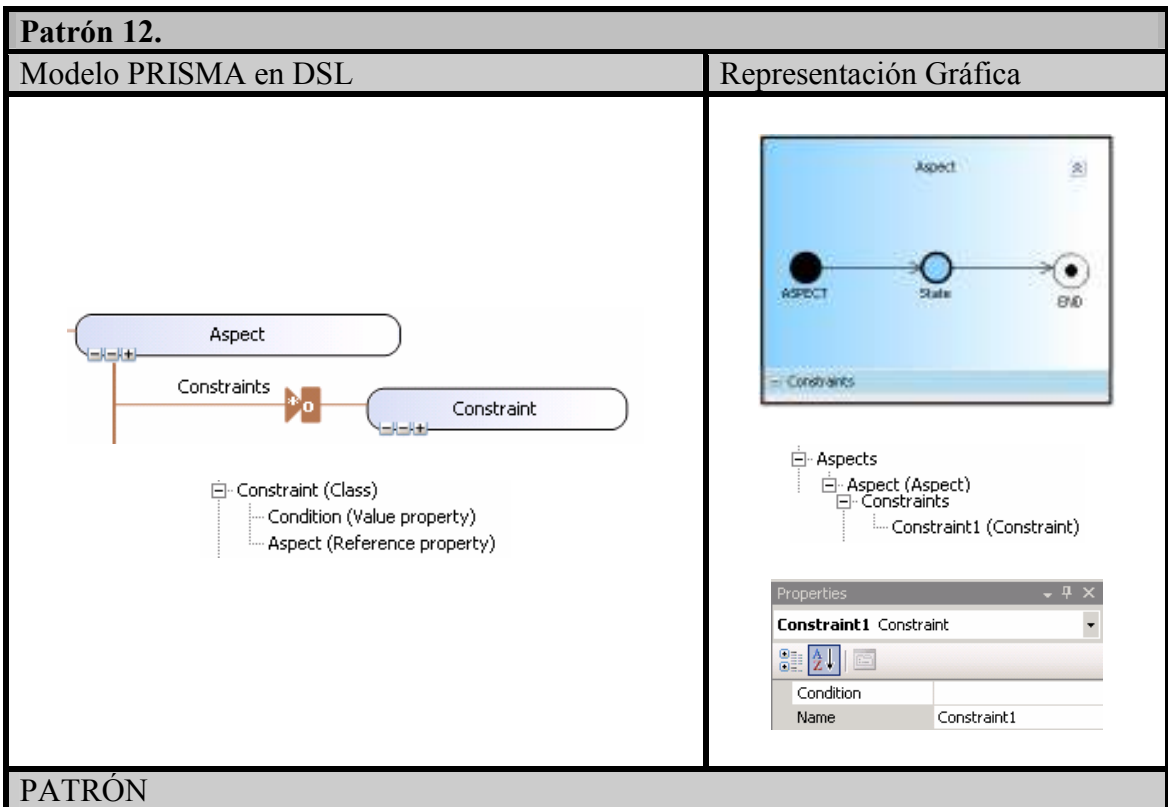 Patrón 12.
Modelo PRISMA en DSL
Representación Gráfica
Aspect
Constraints
* 0
Constraint
Constraint (Class)
Condition (Value property)
Aspect (Reference property)
Aspect
ASPECT
State
END
Constraints
Aspects
Aspect (Aspect)
Constraints
Constraint1 (Constraint)
Properties
Constraint1 Constraint
A Z
Condition
Name Constraint1
PATRÓN